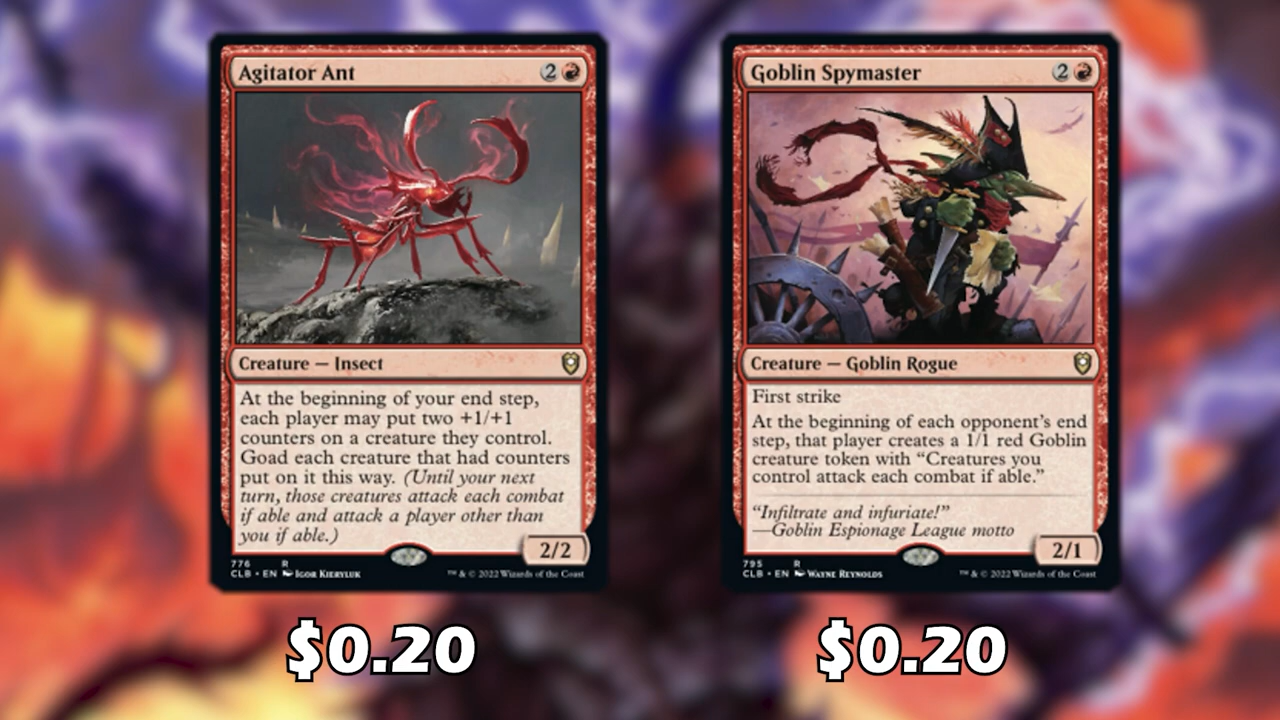 Agitator Ant
2
Creature — Insect
At the beginning of your end step,
each player may put two +1/+1
counters on a creature they control.
Goad each creature that had counters
put on it this way. (Until your next
turn, those creatures attack each combat
if able and attack a player other than
you if able.)
2/2
776 R
CLB • EN Igor Kieryluk ™ & © 2022 Wizards of the Coast
$0.20
Goblin Spymaster
2
Creature — Goblin Rogue
First strike
At the beginning of each opponent's end
step, that player creates a 1/1 red Goblin
creature token with “Creatures you
control attack each combat if able.”
“Infiltrate and infuriate!”
—Goblin Espionage League motto
2/1
795 R
CLB • EN Wayne Reynolds ™ & © 2022 Wizards of the Coast
$0.20